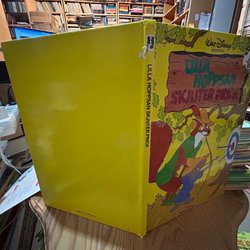 LILLA HOPPSAN SKJUTER PRICK
WALT DISNEY
LILLA
HOPPSAN
SKJUTER PRICK